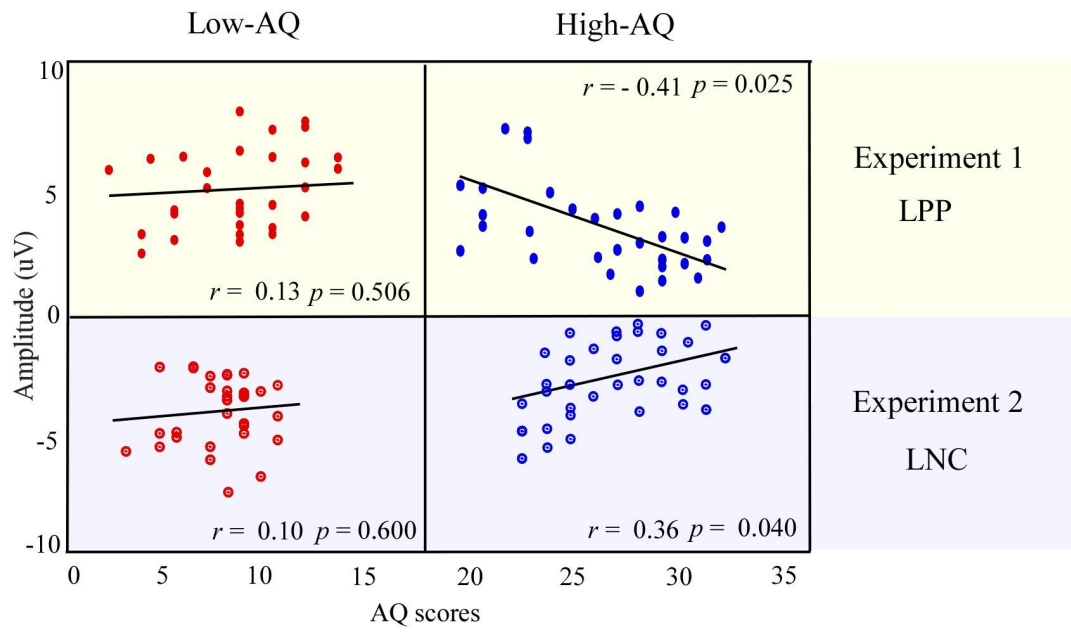 Low-AQ High-AQ
10
r = - 0.41 p = 0.025
Experiment 1
LPP
5
r = 0.13 p = 0.506
0
Amplitude (uV)
Experiment 2
LNC
-5
r = 0.10 p = 0.600
r = 0.36 p = 0.040
-10
0 5 10 15 20 25 30 35
AQ scores